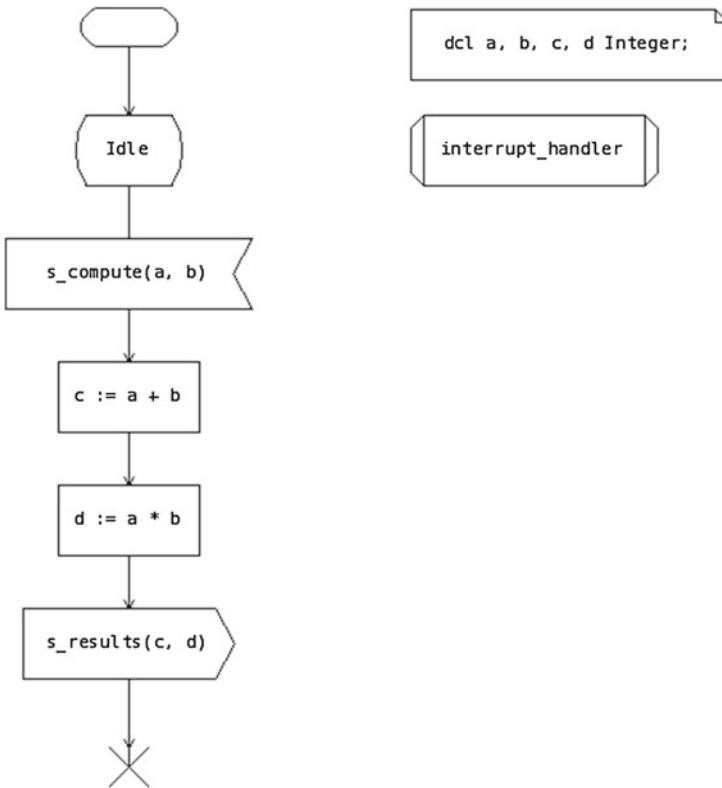 dcl a, b, c, d Integer;
Idle
interrupt_handler
s_compute(a, b)
c := a + b
d := a * b
s_results(c, d)